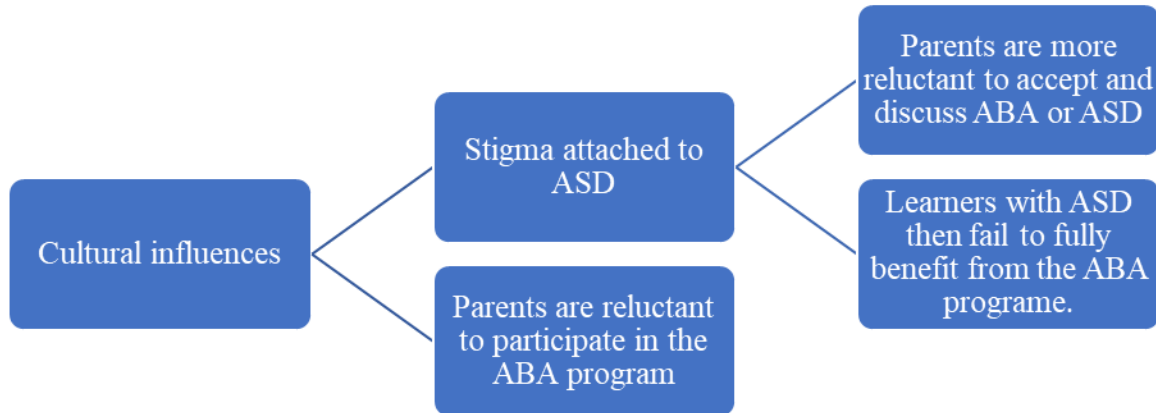 Cultural influences
Stigma attached to
ASD
Parents are reluctant
to participate in the
ABA program
Parents are more
reluctant to accept and
discuss ABA or ASD
Learners with ASD
then fail to fully
benefit from the ABA
programe.